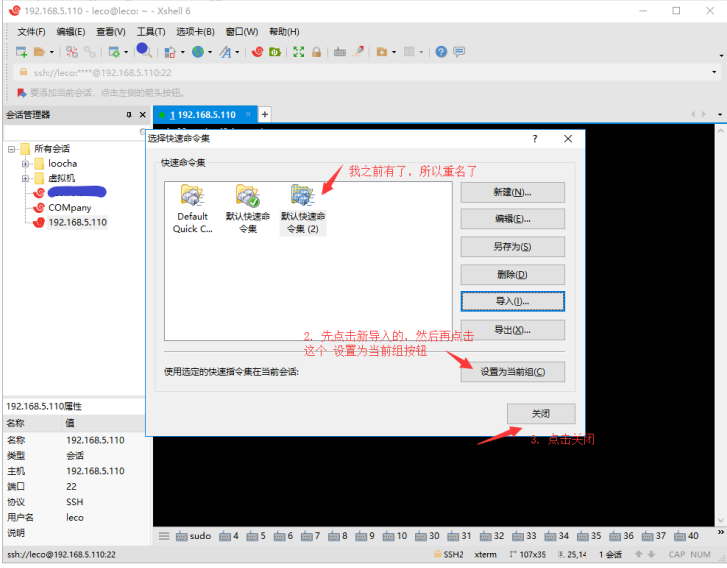 192.168.5.110 - leco@leco: ~ - Xshell 6
文件(F) 编辑(E) 查看(V) 工具(T) 选项卡(B) 窗口(W) 帮助(H)
ssh://leco:****@192.168.5.110:22
要添加当前会话，点击左侧的箭头按钮。
会话管理器
1 192.168.5.110
所有会话
loocha
虚拟机
COMpany
192.168.5.110
选择快速命令集
快速命令集
我之前有了，所以重名了
Default
Quick C...
默认快速命
令集
默认快速命
令集 (2)
新建(N)...
编辑(E)...
另存为(S)
删除(D)
导入(I)...
导出(X)...
2. 先点击新导入的，然后再点击
这个 设置为当前组按钮
使用选定的快速指令集在当前会话:
设置为当前组(C)
关闭
3. 点击关闭
192.168.5.110属性
名称 值
名称 192.168.5.110
类型 会话
主机 192.168.5.110
端口 22
协议 SSH
用户名 leco
说明
sudo 4 5 6 7 8 9 10 30 31 32 33 34 35 36 37 40
ssh://leco@192.168.5.110:22 SSH2 xterm 107x35 25,14 1 会话 CAP NUM